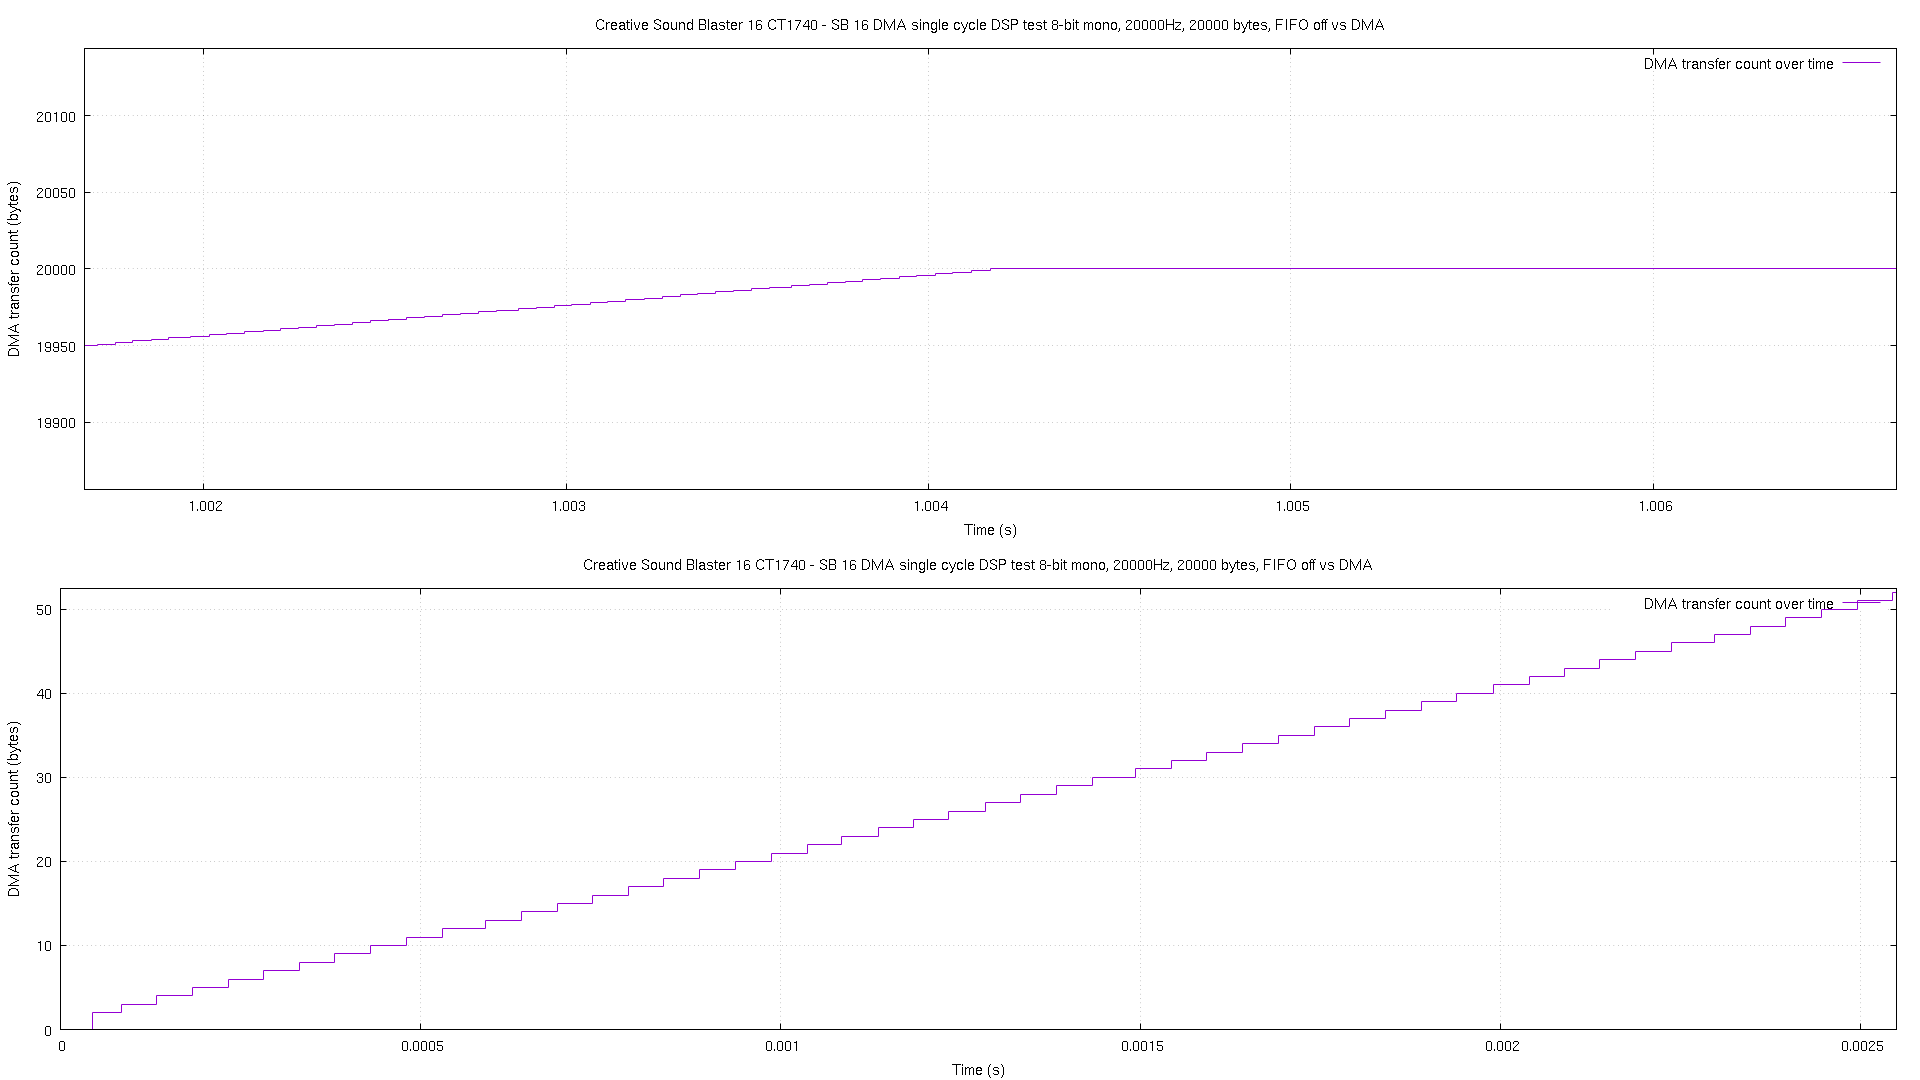 Creative Sound Blaster 16 CT1740 - SB 16 DMA single cycle DSP test 8-bit mono, 20000Hz, 20000 bytes, FIFO off vs DMA
DMA transfer count over time
20100
20050
20000
19950
19900
DMA transfer count (bytes)
1.002 1.003 1.004 1.005 1.006
Time (s)
Creative Sound Blaster 16 CT1740 - SB 16 DMA single cycle DSP test 8-bit mono, 20000Hz, 20000 bytes, FIFO off vs DMA
DMA transfer count over time
50
40
30
20
10
0
DMA transfer count (bytes)
0 0.0005 0.001 0.0015 0.002 0.0025
Time (s)